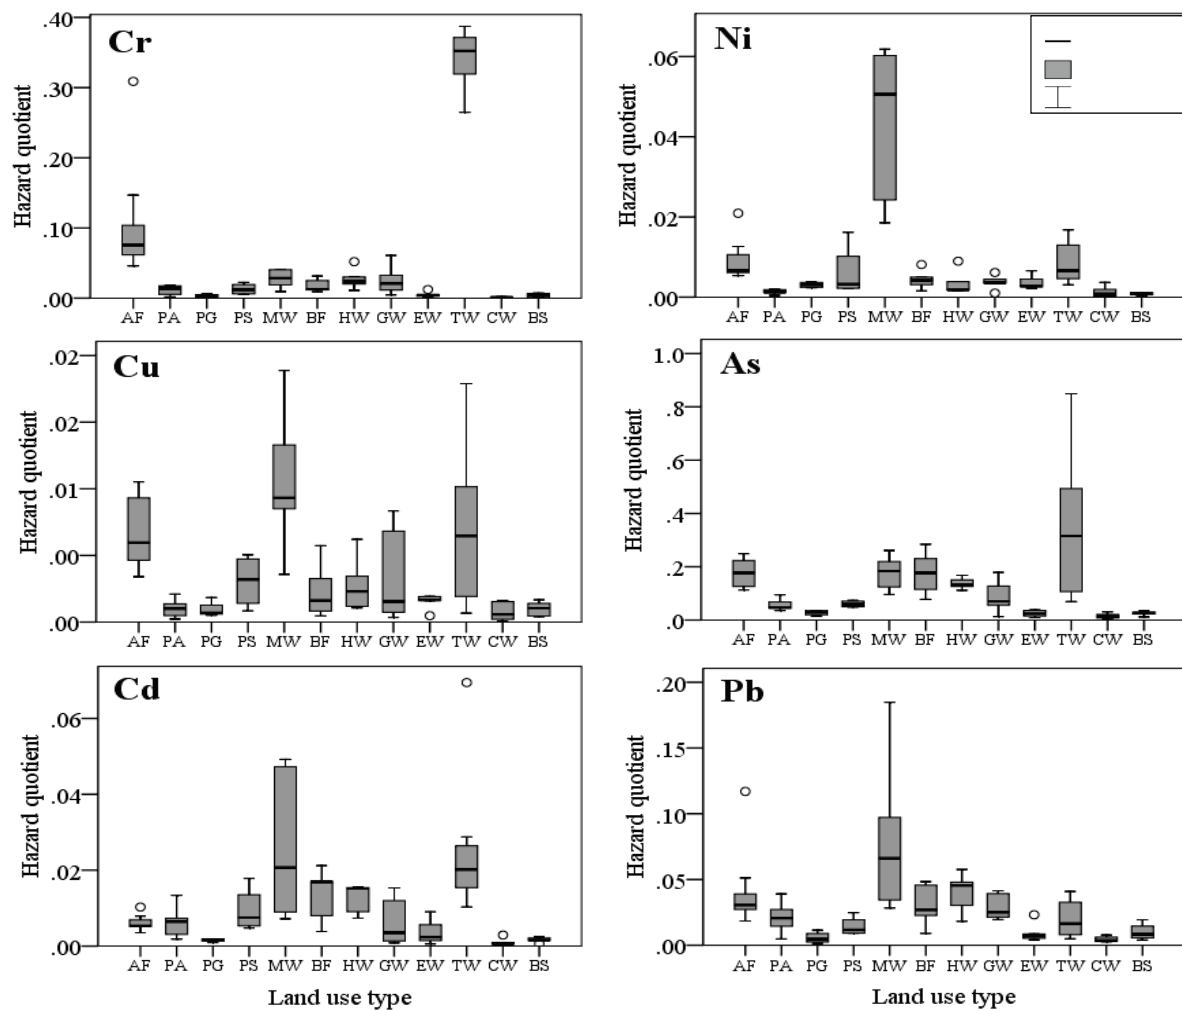 Cr
Hazard quotient
.40
.30
.20
.10
.00
AF PA PG PS MW BF HW GW EW TW CW BS
Ni
Hazard quotient
.06
.04
.02
.00
AF PA PG PS MW BF HW GW EW TW CW BS
Cu
Hazard quotient
.02
.02
.01
.00
.00
AF PA PG PS MW BF HW GW EW TW CW BS
As
Hazard quotient
1.0
.8
.6
.4
.2
.0
AF PA PG PS MW BF HW GW EW TW CW BS
Cd
Hazard quotient
.06
.04
.02
.00
AF PA PG PS MW BF HW GW EW TW CW BS
Land use type
Pb
Hazard quotient
.20
.15
.10
.05
.00
AF PA PG PS MW BF HW GW EW TW CW BS
Land use type